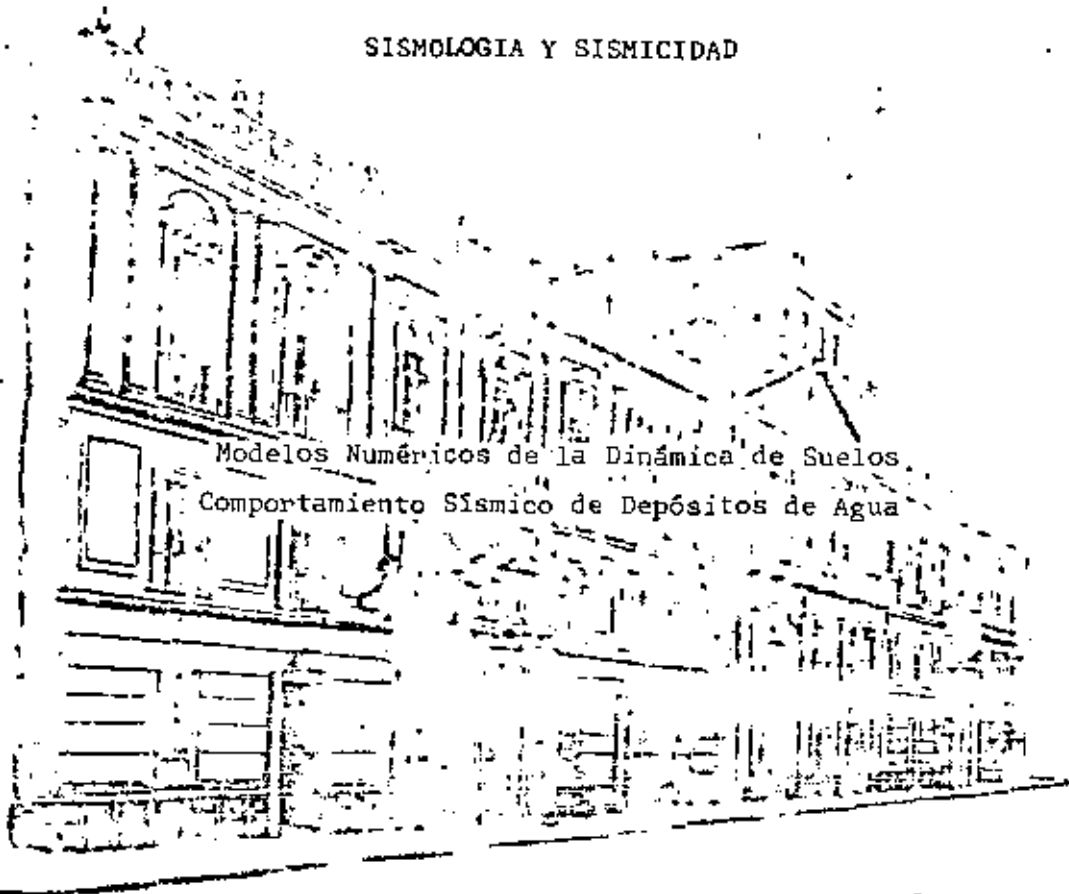 SISMOLOGIA Y SISMICIDAD
Modelos Numéricos de la Dinámica de Suelos
Comportamiento Sísmico de Depósitos de Agua